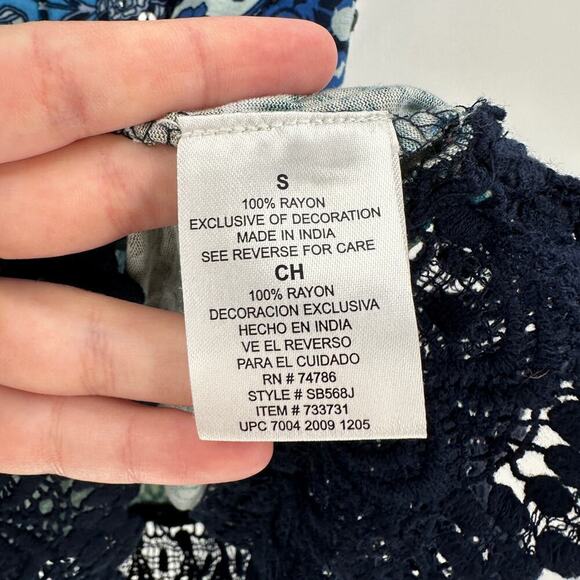 S
100% RAYON
EXCLUSIVE OF DECORATION
MADE IN INDIA
SEE REVERSE FOR CARE
CH
100% RAYON
DECORACION EXCLUSIVA
HECHO EN INDIA
VE EL REVERSO
PARA EL CUIDADO
RN # 74786
STYLE # SB568J
ITEM # 733731
UPC 7004 2009 1205